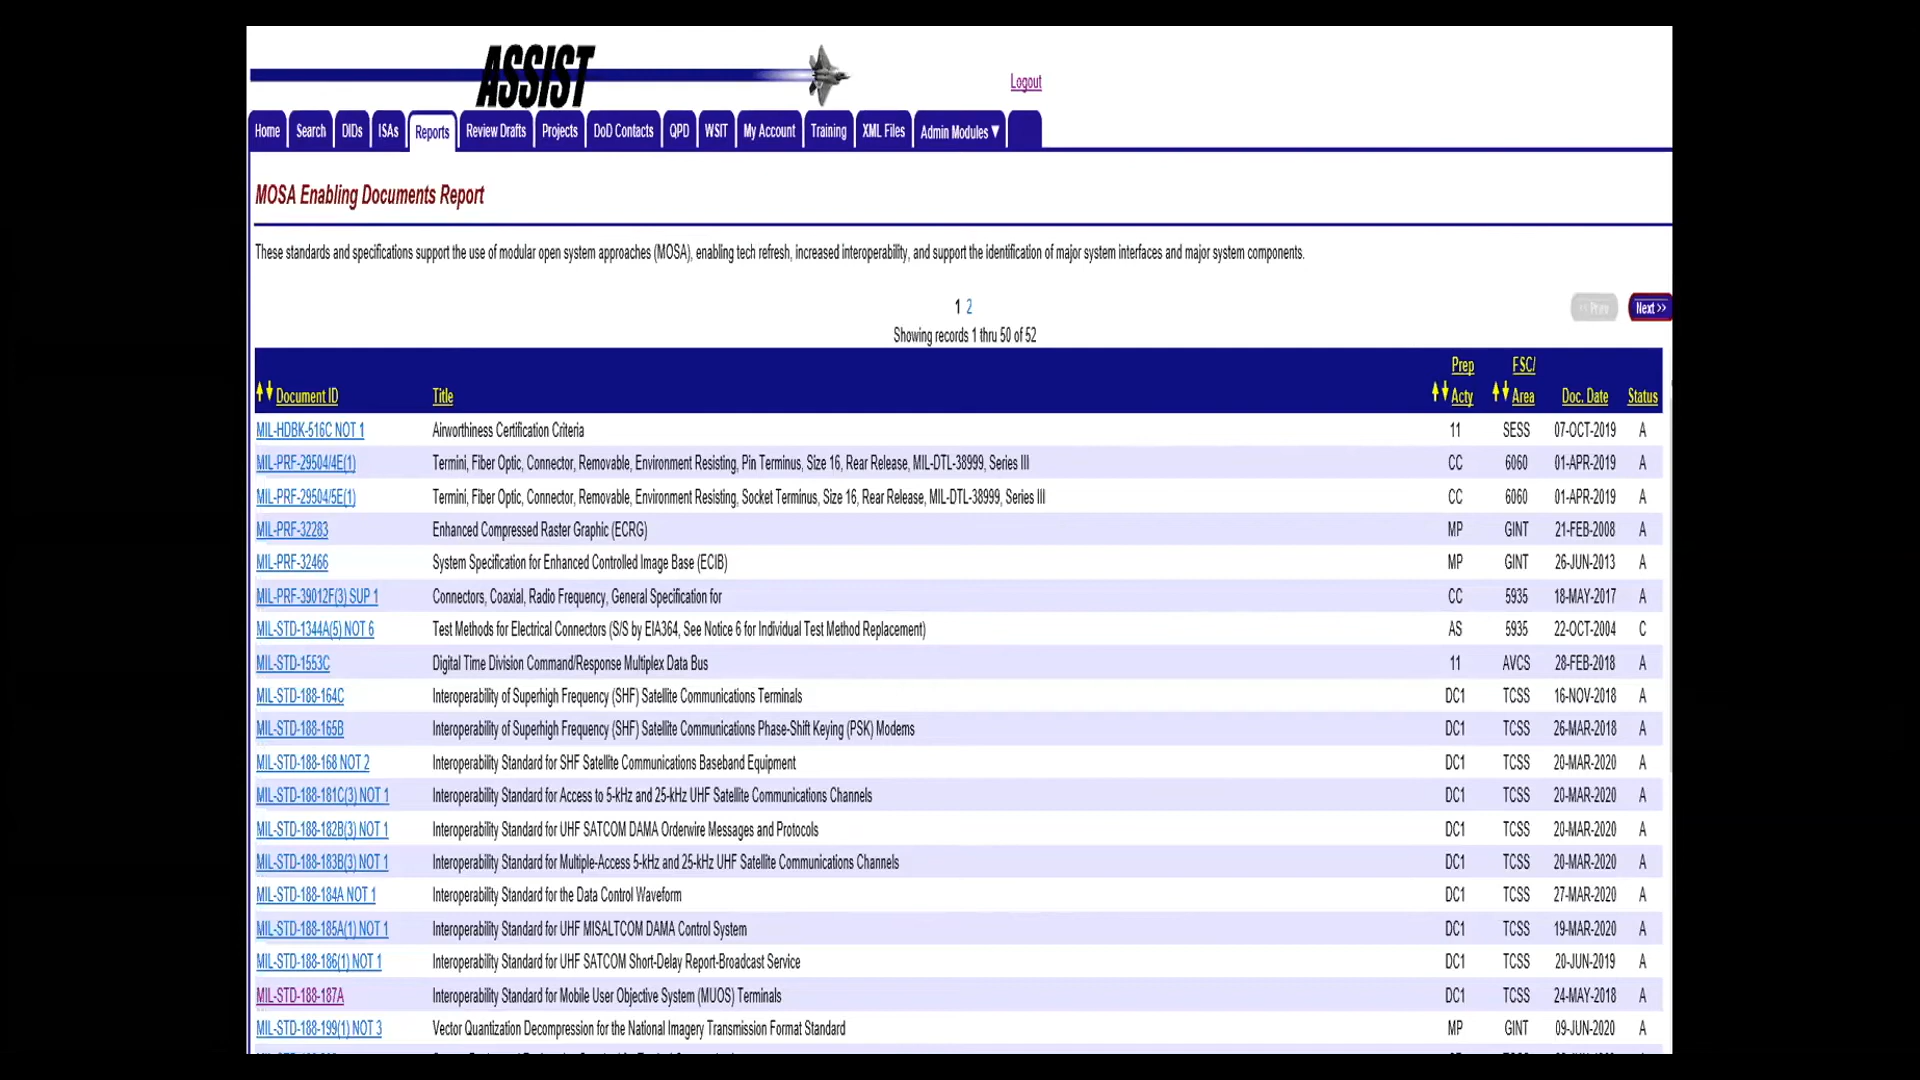 ASSIST
Logout
Home Search DIDs ISAs Reports Review Drafts Projects DoD Contacts QPD WSIT My Account Training XML Files Admin Modules ▼
MOSA Enabling Documents Report
These standards and specifications support the use of modular open system approaches (MOSA), enabling tech refresh, increased interoperability, and support the identification of major system interfaces and major system components.
1 2
<< Prev Next >>
Showing records 1 thru 50 of 52
Document ID Title Prep Acty FSC/ Area Doc. Date Status
MIL-HDBK-516C NOT 1 Airworthiness Certification Criteria 11 SESS 07-OCT-2019 A
MIL-PRF-29504/4E(1) Termini, Fiber Optic, Connector, Removable, Environment Resisting, Pin Terminus, Size 16, Rear Release, MIL-DTL-38999, Series III CC 6060 01-APR-2019 A
MIL-PRF-29504/5E(1) Termini, Fiber Optic, Connector, Removable, Environment Resisting, Socket Terminus, Size 16, Rear Release, MIL-DTL-38999, Series III CC 6060 01-APR-2019 A
MIL-PRF-32283 Enhanced Compressed Raster Graphic (ECRG) MP GINT 21-FEB-2008 A
MIL-PRF-32466 System Specification for Enhanced Controlled Image Base (ECIB) MP GINT 26-JUN-2013 A
MIL-PRF-39012F(3) SUP 1 Connectors, Coaxial, Radio Frequency, General Specification for CC 5935 18-MAY-2017 A
MIL-STD-1344A(5) NOT 6 Test Methods for Electrical Connectors (S/S by EIA364, See Notice 6 for Individual Test Method Replacement) AS 5935 22-OCT-2004 C
MIL-STD-1553C Digital Time Division Command/Response Multiplex Data Bus 11 AVCS 28-FEB-2018 A
MIL-STD-188-164C Interoperability of Superhigh Frequency (SHF) Satellite Communications Terminals DC1 TCSS 16-NOV-2018 A
MIL-STD-188-165B Interoperability of Superhigh Frequency (SHF) Satellite Communications Phase-Shift Keying (PSK) Modems DC1 TCSS 26-MAR-2018 A
MIL-STD-188-168 NOT 2 Interoperability Standard for SHF Satellite Communications Baseband Equipment DC1 TCSS 20-MAR-2020 A
MIL-STD-188-181C(3) NOT 1 Interoperability Standard for Access to 5-kHz and 25-kHz UHF Satellite Communications Channels DC1 TCSS 20-MAR-2020 A
MIL-STD-188-182B(3) NOT 1 Interoperability Standard for UHF SATCOM DAMA Orderwire Messages and Protocols DC1 TCSS 20-MAR-2020 A
MIL-STD-188-183B(3) NOT 1 Interoperability Standard for Multiple-Access 5-kHz and 25-kHz UHF Satellite Communications Channels DC1 TCSS 20-MAR-2020 A
MIL-STD-188-184A NOT 1 Interoperability Standard for the Data Control Waveform DC1 TCSS 27-MAR-2020 A
MIL-STD-188-185A(1) NOT 1 Interoperability Standard for UHF MISALTCOM DAMA Control System DC1 TCSS 19-MAR-2020 A
MIL-STD-188-186(1) NOT 1 Interoperability Standard for UHF SATCOM Short-Delay Report-Broadcast Service DC1 TCSS 20-JUN-2019 A
MIL-STD-188-187A Interoperability Standard for Mobile User Objective System (MUOS) Terminals DC1 TCSS 24-MAY-2018 A
MIL-STD-188-199(1) NOT 3 Vector Quantization Decompression for the National Imagery Transmission Format Standard MP GINT 09-JUN-2020 A